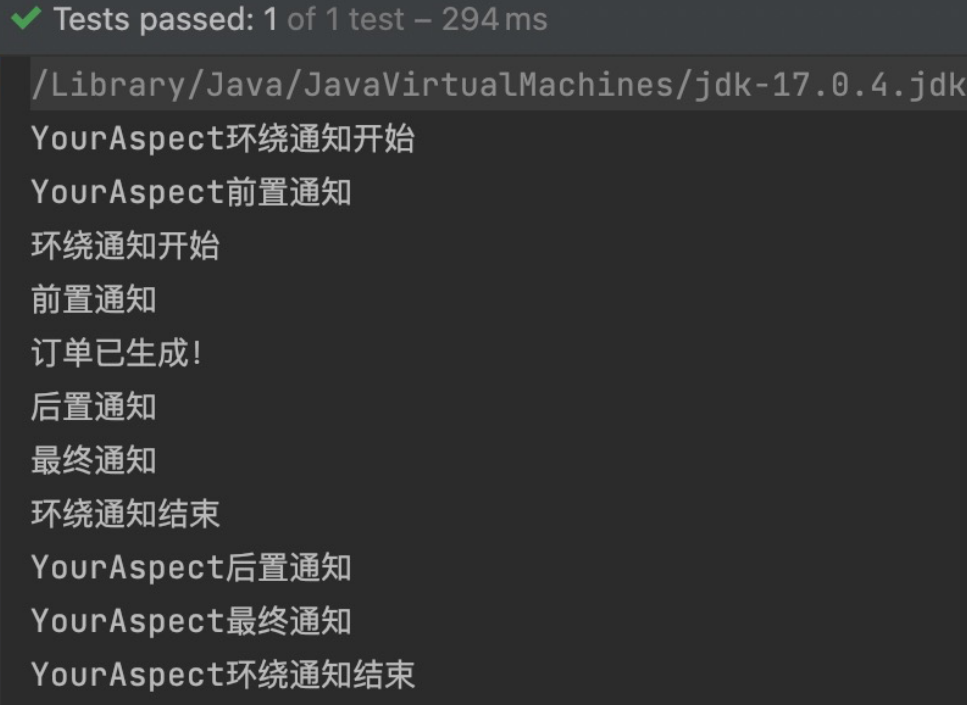 Tests passed: 1 of 1 test – 294 ms
/Library/Java/JavaVirtualMachines/jdk-17.0.4.jdk
YourAspect环绕通知开始
YourAspect前置通知
环绕通知开始
前置通知
订单已生成!
后置通知
最终通知
环绕通知结束
YourAspect后置通知
YourAspect最终通知
YourAspect环绕通知结束